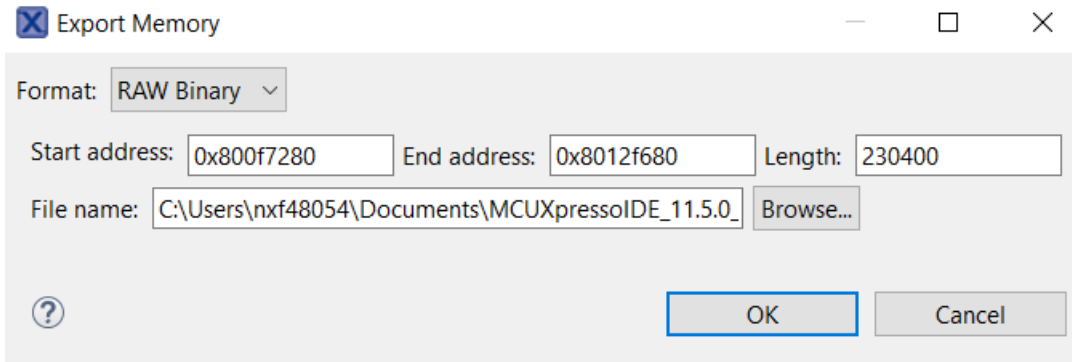 Export Memory
Format: RAW Binary
Start address: 0x800f7280 End address: 0x8012f680 Length: 230400
File name: C:\Users\nxf48054\Documents\MCUXpressoIDE_11.5.0_ Browse...
? OK Cancel